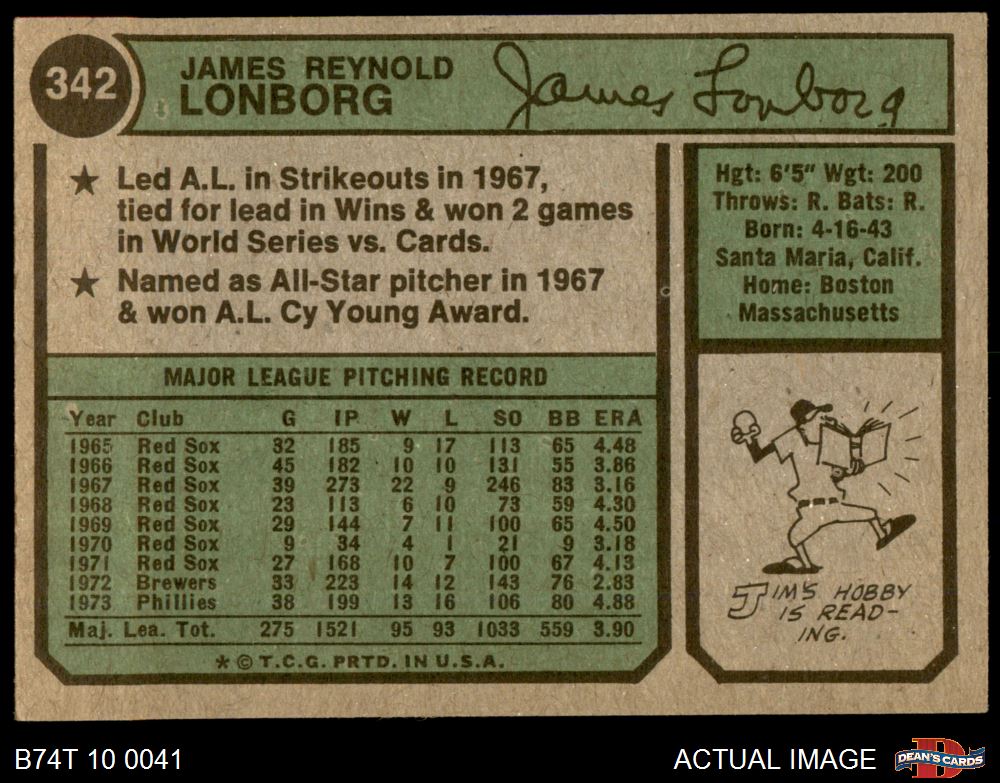 342
JAMES REYNOLD
LONBORG
James Lonborg
★ Led A.L. in Strikeouts in 1967,
tied for lead in Wins & won 2 games
in World Series vs. Cards.
★ Named as All-Star pitcher in 1967
& won A.L. Cy Young Award.
Hgt: 6'5" Wgt: 200
Throws: R. Bats: R.
Born: 4-16-43
Santa Maria, Calif.
Home: Boston
Massachusetts
MAJOR LEAGUE PITCHING RECORD
Year Club G IP W L SO BB ERA
1965 Red Sox 32 185 9 17 113 65 4.48
1966 Red Sox 45 182 10 10 131 55 3.86
1967 Red Sox 39 273 22 9 246 83 3.16
1968 Red Sox 23 113 6 10 73 59 4.30
1969 Red Sox 29 144 7 11 100 65 4.50
1970 Red Sox 9 34 4 1 21 9 3.18
1971 Red Sox 27 168 10 7 100 67 4.13
1972 Brewers 33 223 14 12 143 76 2.83
1973 Phillies 38 199 13 16 106 80 4.88
Maj. Lea. Tot. 275 1521 95 93 1033 559 3.90
* © T.C.G. PRTD. IN U.S.A.
JIM'S HOBBY
IS READ-
ING.
B74T 10 0041
ACTUAL IMAGE
D
DEAN'S CARDS